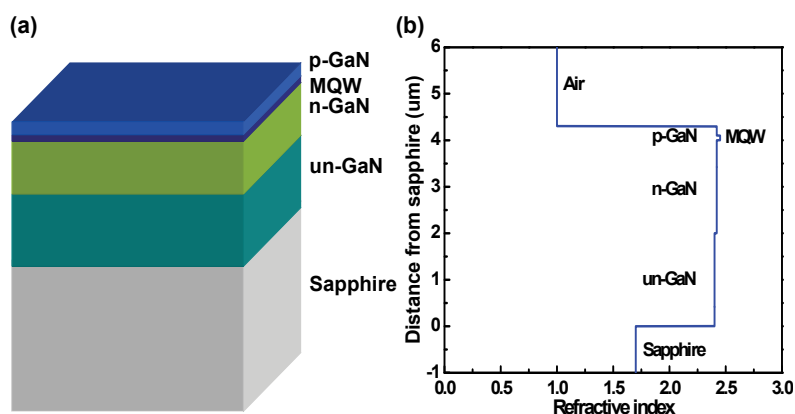 (a)
p-GaN
MQW
n-GaN
un-GaN
Sapphire
(b)
Distance from sapphire (um)
6
5
4
3
2
1
0
-1
Air
p-GaN MQW
n-GaN
un-GaN
Sapphire
0.0 0.5 1.0 1.5 2.0 2.5 3.0
Refractive index